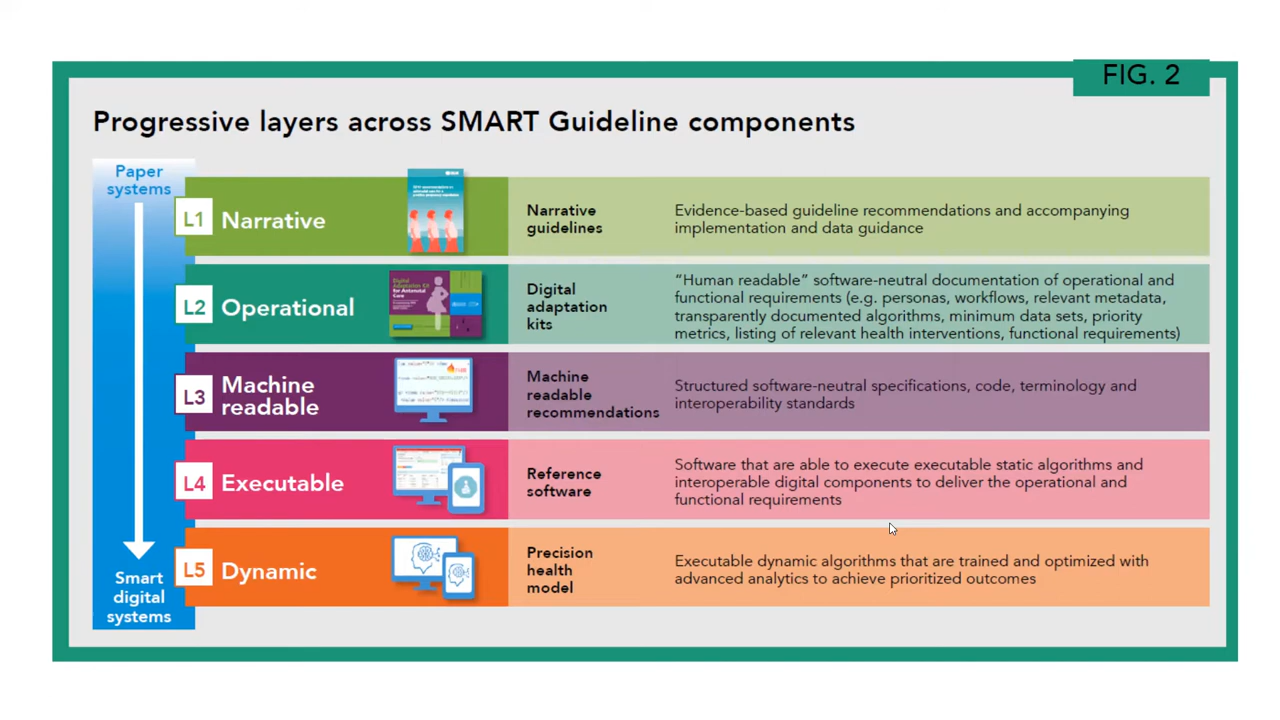 FIG. 2
Progressive layers across SMART Guideline components
Paper
systems
L1
Narrative
Narrative
guidelines
Evidence-based guideline recommendations and accompanying
implementation and data guidance
L2
Operational
Digital
Adaptation Kit
for Antenatal
Care
Digital
adaptation
kits
“Human readable” software-neutral documentation of operational and
functional requirements (e.g. personas, workflows, relevant metadata,
transparently documented algorithms, minimum data sets, priority
metrics, listing of relevant health interventions, functional requirements)
L3
Machine
readable
Machine
readable
recommendations
Structured software-neutral specifications, code, terminology and
interoperability standards
L4
Executable
Reference
software
Software that are able to execute executable static algorithms and
interoperable digital components to deliver the operational and
functional requirements
L5
Dynamic
Precision
health
model
Executable dynamic algorithms that are trained and optimized with
advanced analytics to achieve prioritized outcomes
Smart
digital
systems